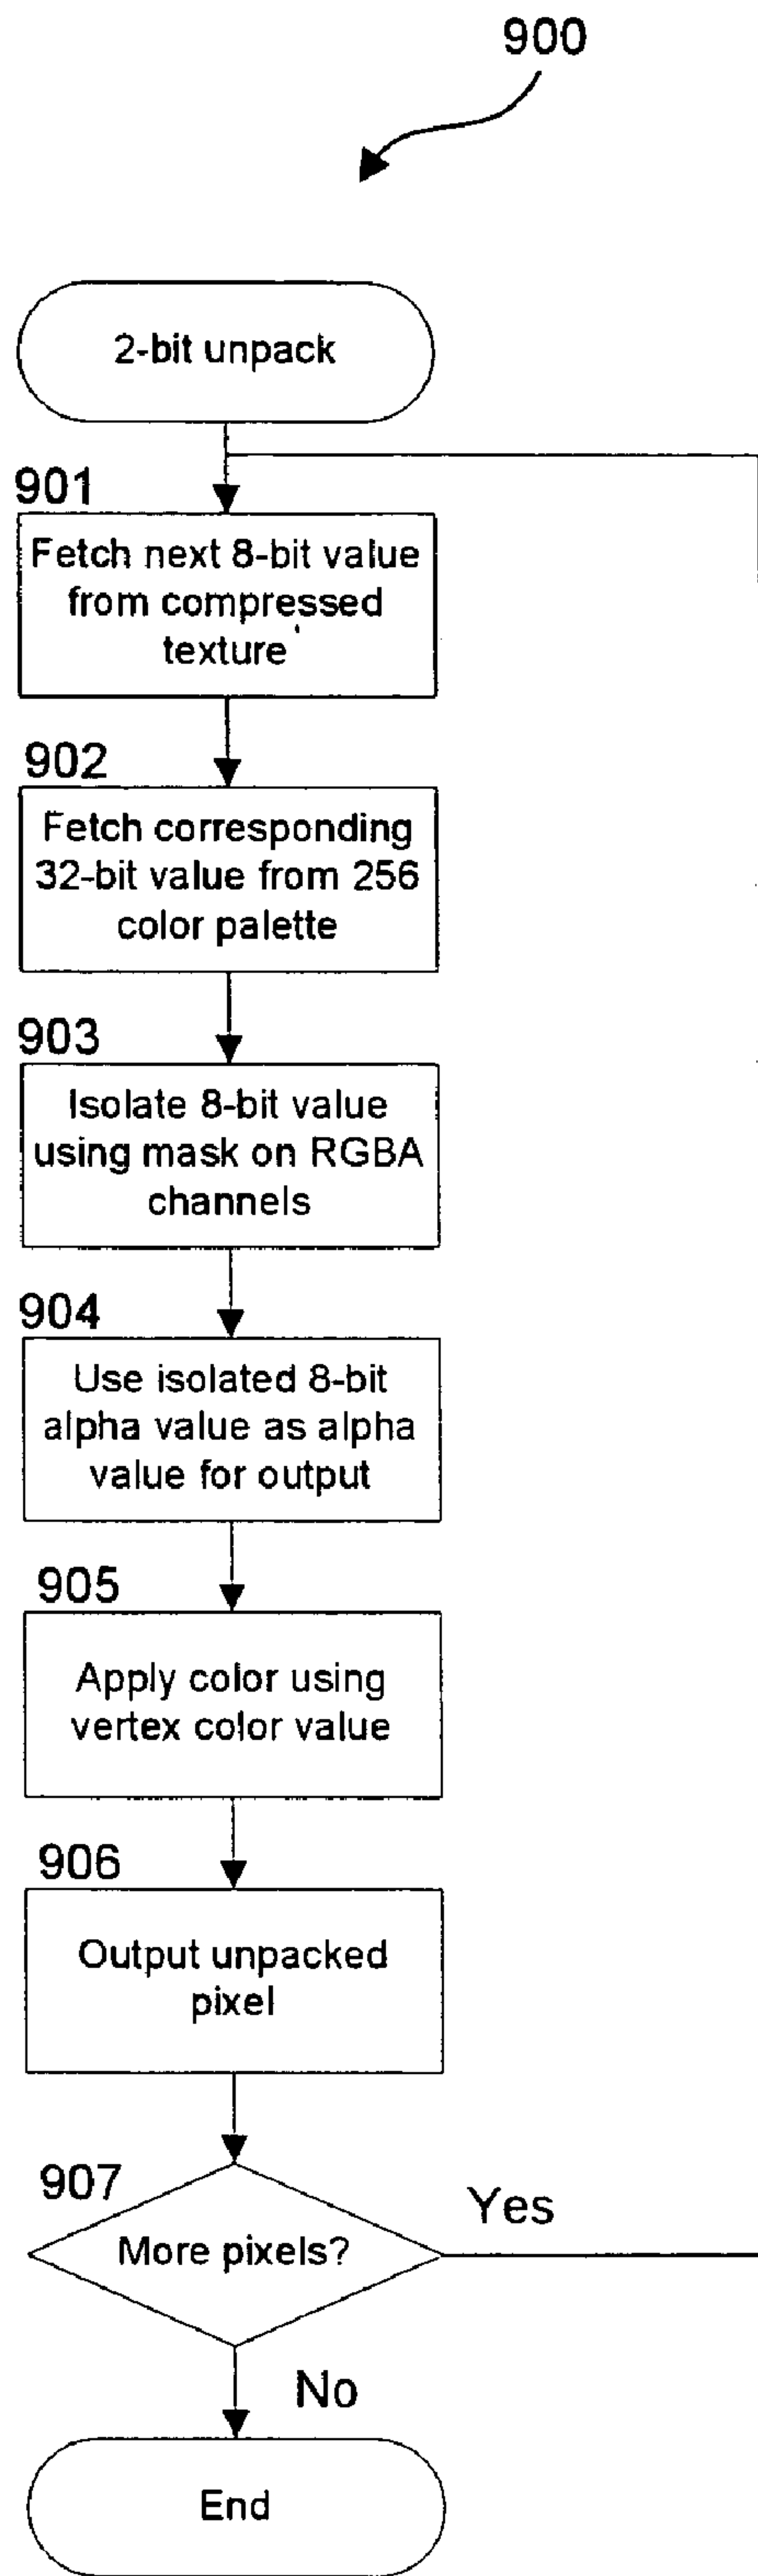 900
2-bit unpack
901
Fetch next 8-bit value
from compressed
texture
902
Fetch corresponding
32-bit value from 256
color palette
903
Isolate 8-bit value
using mask on RGBA
channels
904
Use isolated 8-bit
alpha value as alpha
value for output
905
Apply color using
vertex color value
906
Output unpacked
pixel
907
More pixels?
Yes
No
End